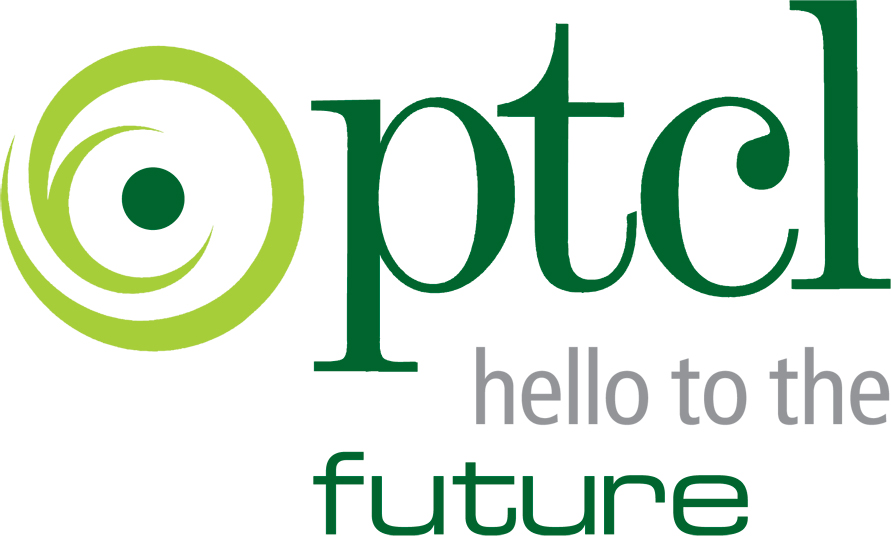 ptcl
hello to the
future